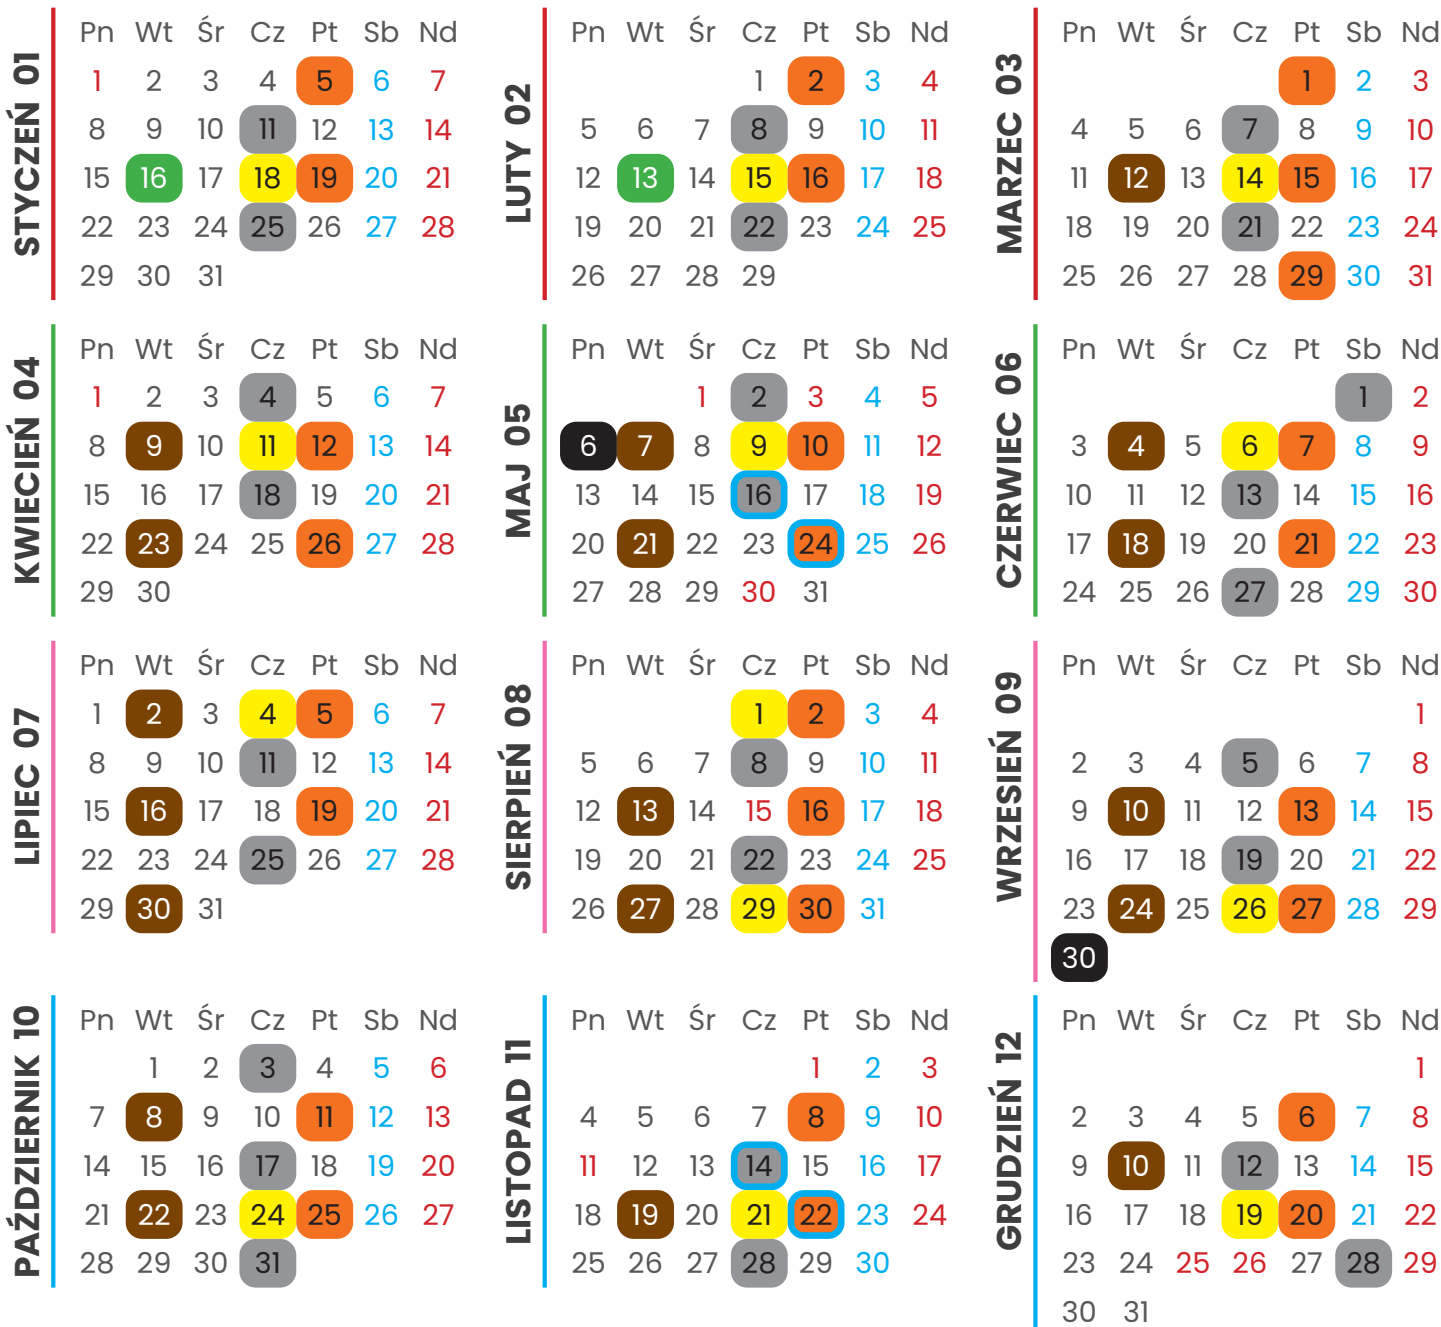 STYCZEŃ 01
Pn Wt Śr Cz Pt Sb Nd
1 2 3 4 5 6 7
8 9 10 11 12 13 14
15 16 17 18 19 20 21
22 23 24 25 26 27 28
29 30 31
LUTY 02
Pn Wt Śr Cz Pt Sb Nd
1 2 3 4
5 6 7 8 9 10 11
12 13 14 15 16 17 18
19 20 21 22 23 24 25
26 27 28 29
MARZEC 03
Pn Wt Śr Cz Pt Sb Nd
1 2 3
4 5 6 7 8 9 10
11 12 13 14 15 16 17
18 19 20 21 22 23 24
25 26 27 28 29 30 31
KWIECIEŃ 04
Pn Wt Śr Cz Pt Sb Nd
1 2 3 4 5 6 7
8 9 10 11 12 13 14
15 16 17 18 19 20 21
22 23 24 25 26 27 28
29 30
MAJ 05
Pn Wt Śr Cz Pt Sb Nd
1 2 3 4 5
6 7 8 9 10 11 12
13 14 15 16 17 18 19
20 21 22 23 24 25 26
27 28 29 30 31
CZERWIEC 06
Pn Wt Śr Cz Pt Sb Nd
1 2
3 4 5 6 7 8 9
10 11 12 13 14 15 16
17 18 19 20 21 22 23
24 25 26 27 28 29 30
LIPIEC 07
Pn Wt Śr Cz Pt Sb Nd
1 2 3 4 5 6 7
8 9 10 11 12 13 14
15 16 17 18 19 20 21
22 23 24 25 26 27 28
29 30 31
SIERPIEŃ 08
Pn Wt Śr Cz Pt Sb Nd
1 2 3 4
5 6 7 8 9 10 11
12 13 14 15 16 17 18
19 20 21 22 23 24 25
26 27 28 29 30 31
WRZESIEŃ 09
Pn Wt Śr Cz Pt Sb Nd
1
2 3 4 5 6 7 8
9 10 11 12 13 14 15
16 17 18 19 20 21 22
23 24 25 26 27 28 29
30
PAŹDZIERNIK 10
Pn Wt Śr Cz Pt Sb Nd
1 2 3 4 5 6
7 8 9 10 11 12 13
14 15 16 17 18 19 20
21 22 23 24 25 26 27
28 29 30 31
LISTOPAD 11
Pn Wt Śr Cz Pt Sb Nd
1 2 3
4 5 6 7 8 9 10
11 12 13 14 15 16 17
18 19 20 21 22 23 24
25 26 27 28 29 30
GRUDZIEŃ 12
Pn Wt Śr Cz Pt Sb Nd
1
2 3 4 5 6 7 8
9 10 11 12 13 14 15
16 17 18 19 20 21 22
23 24 25 26 27 28 29
30 31